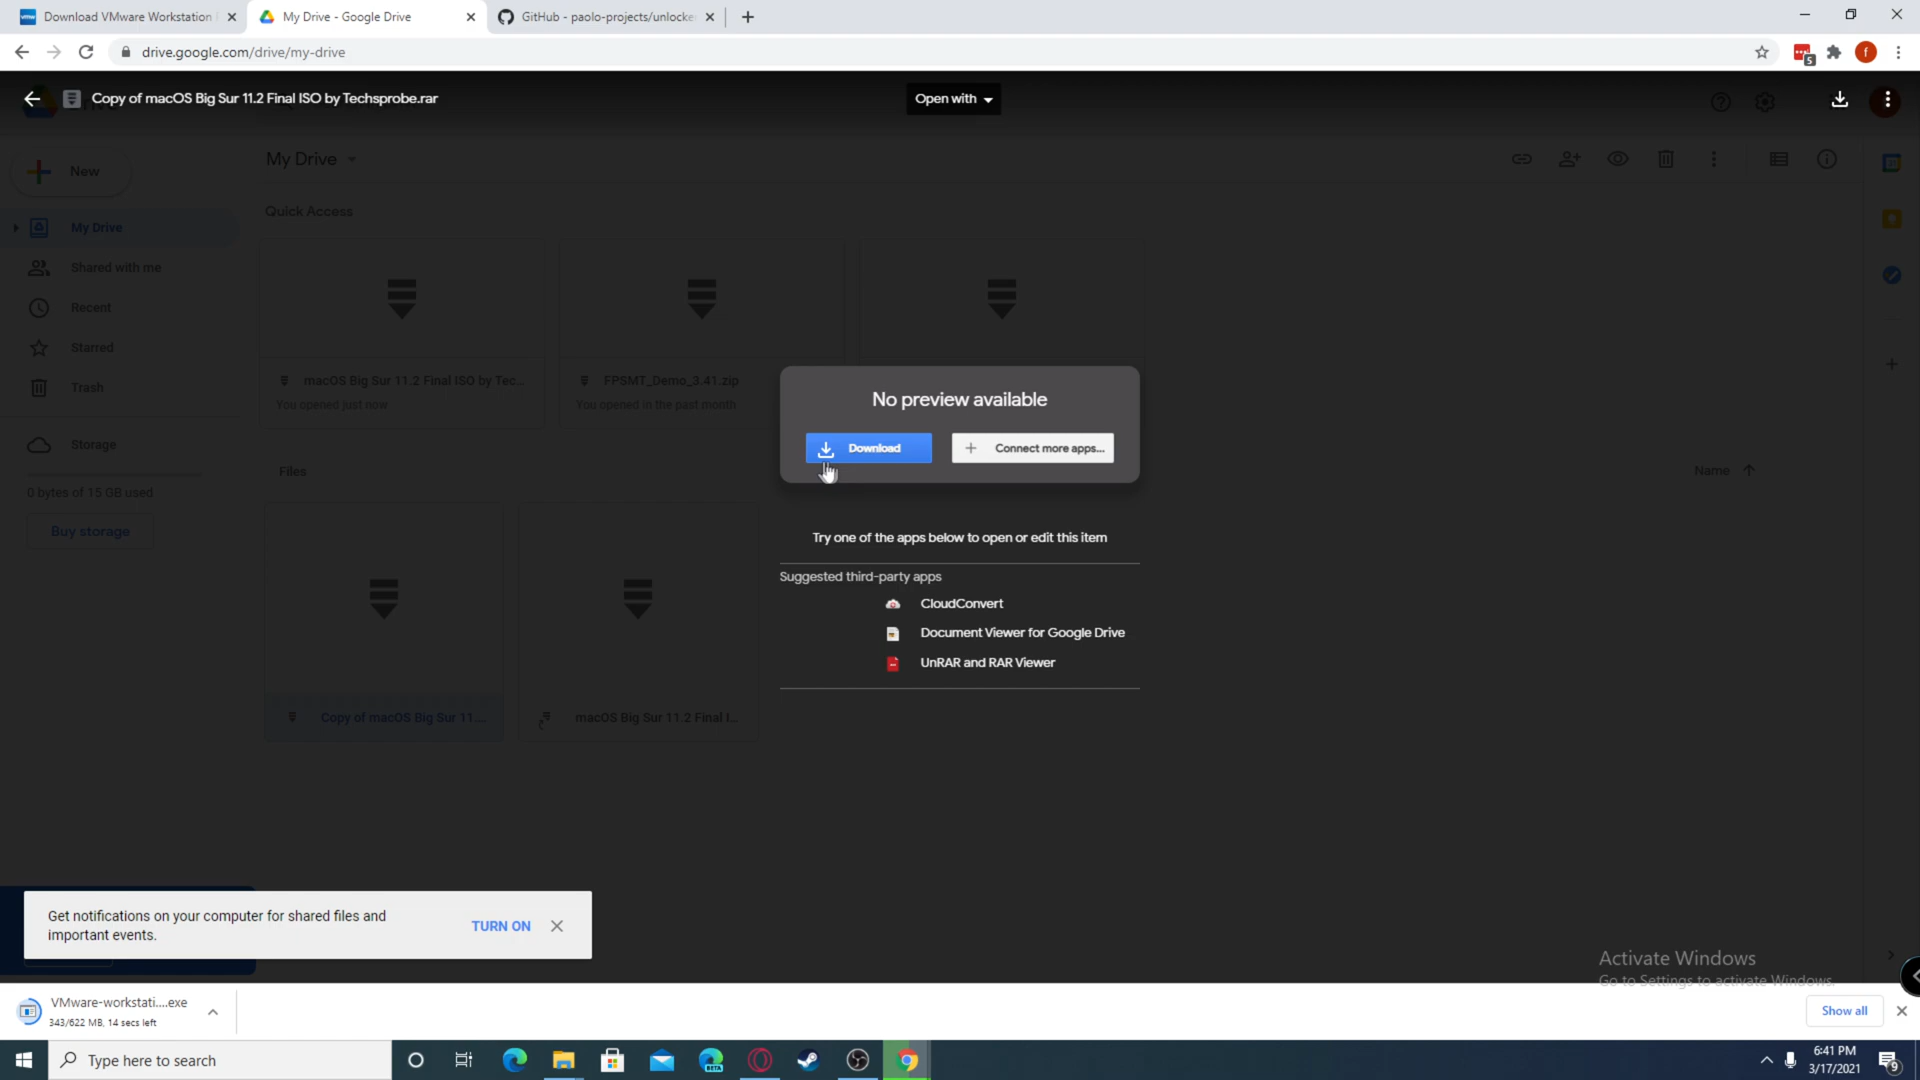 Download VMware Workstation
My Drive - Google Drive
GitHub - paolo-projects/unlocke
drive.google.com/drive/my-drive
5
f
Copy of macOS Big Sur 11.2 Final ISO by Techsprobe.rar
Open with
New
My Drive
Quick Access
My Drive
Shared with me
Recent
Starred
Trash
Storage
0 bytes of 15 GB used
Buy storage
macOS Big Sur 11.2 Final ISO by Tec...
You opened just now
FPSMT_Demo_3.41.zip
You opened in the past month
No preview available
Download
Connect more apps...
Files
Name
Try one of the apps below to open or edit this item
Suggested third-party apps
CloudConvert
Document Viewer for Google Drive
UnRAR and RAR Viewer
Copy of macOS Big Sur 11....
macOS Big Sur 11.2 Final I...
Get notifications on your computer for shared files and
important events.
TURN ON
Activate Windows
Go to Settings to activate Windows.
VMware-workstati....exe
343/622 MB, 14 secs left
Show all
Type here to search
BETA
6:41 PM
3/17/2021
9